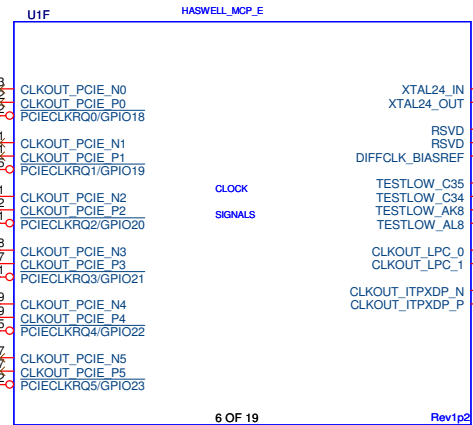 U1F
HASWELL_MCP_E
CLKOUT_PCIE_N0
CLKOUT_PCIE_P0
PCIECLKRQ0/GPIO18
CLKOUT_PCIE_N1
CLKOUT_PCIE_P1
PCIECLKRQ1/GPIO19
CLKOUT_PCIE_N2
CLKOUT_PCIE_P2
PCIECLKRQ2/GPIO20
CLKOUT_PCIE_N3
CLKOUT_PCIE_P3
PCIECLKRQ3/GPIO21
CLKOUT_PCIE_N4
CLKOUT_PCIE_P4
PCIECLKRQ4/GPIO22
CLKOUT_PCIE_N5
CLKOUT_PCIE_P5
PCIECLKRQ5/GPIO23
CLOCK
SIGNALS
XTAL24_IN
XTAL24_OUT
RSVD
RSVD
DIFFCLK_BIASREF
TESTLOW_C35
TESTLOW_C34
TESTLOW_AK8
TESTLOW_AL8
CLKOUT_LPC_0
CLKOUT_LPC_1
CLKOUT_ITPXDP_N
CLKOUT_ITPXDP_P
6 OF 19
Rev1p2